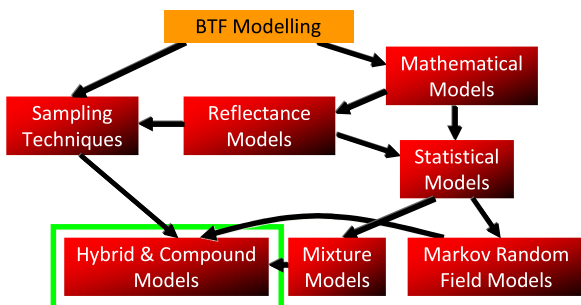 BTF Modelling
Mathematical
Models
Sampling
Techniques
Reflectance
Models
Statistical
Models
Hybrid & Compound
Models
Mixture
Models
Markov Random
Field Models